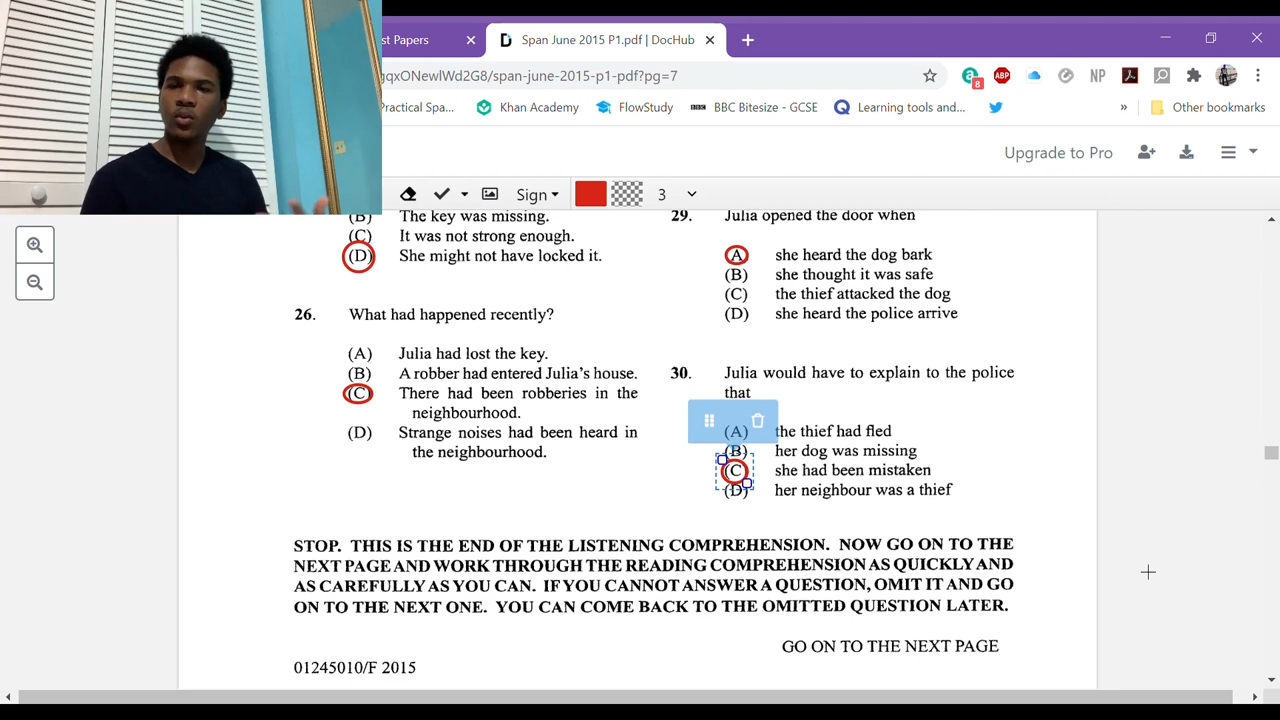 st Papers
Span June 2015 P1.pdf | DocHub
gqxONewlWd2G8/span-june-2015-p1-pdf?pg=7
8
ABP
NP
Practical Spa...
Khan Academy
FlowStudy
BBC
BBC Bitesize - GCSE
Learning tools and...
»
Other bookmarks
Upgrade to Pro
Sign
3
(B) The key was missing.
(C) It was not strong enough.
(D) She might not have locked it.
26. What had happened recently?
(A) Julia had lost the key.
(B) A robber had entered Julia's house.
(C) There had been robberies in the
neighbourhood.
(D) Strange noises had been heard in
the neighbourhood.
29. Julia opened the door when
A she heard the dog bark
(B) she thought it was safe
(C) the thief attacked the dog
(D) she heard the police arrive
30. Julia would have to explain to the police
that
(A) the thief had fled
(B) her dog was missing
(C she had been mistaken
(D) her neighbour was a thief
STOP. THIS IS THE END OF THE LISTENING COMPREHENSION. NOW GO ON TO THE
NEXT PAGE AND WORK THROUGH THE READING COMPREHENSION AS QUICKLY AND
AS CAREFULLY AS YOU CAN. IF YOU CANNOT ANSWER A QUESTION, OMIT IT AND GO
ON TO THE NEXT ONE. YOU CAN COME BACK TO THE OMITTED QUESTION LATER.
GO ON TO THE NEXT PAGE
01245010/F 2015